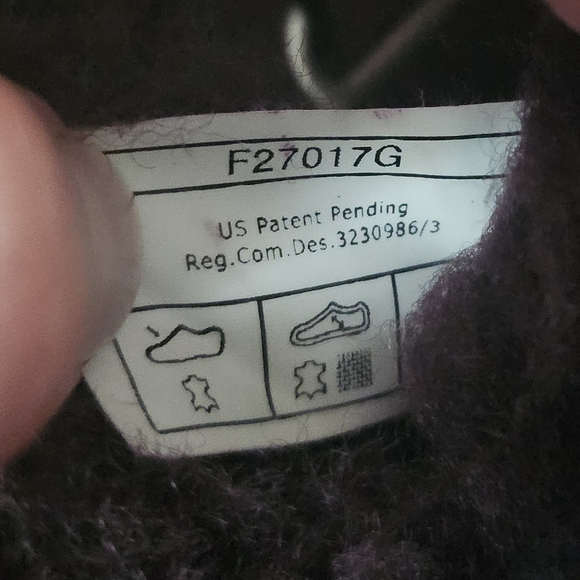 F27017G
US Patent Pending
Reg.Com.Des.3230986/3